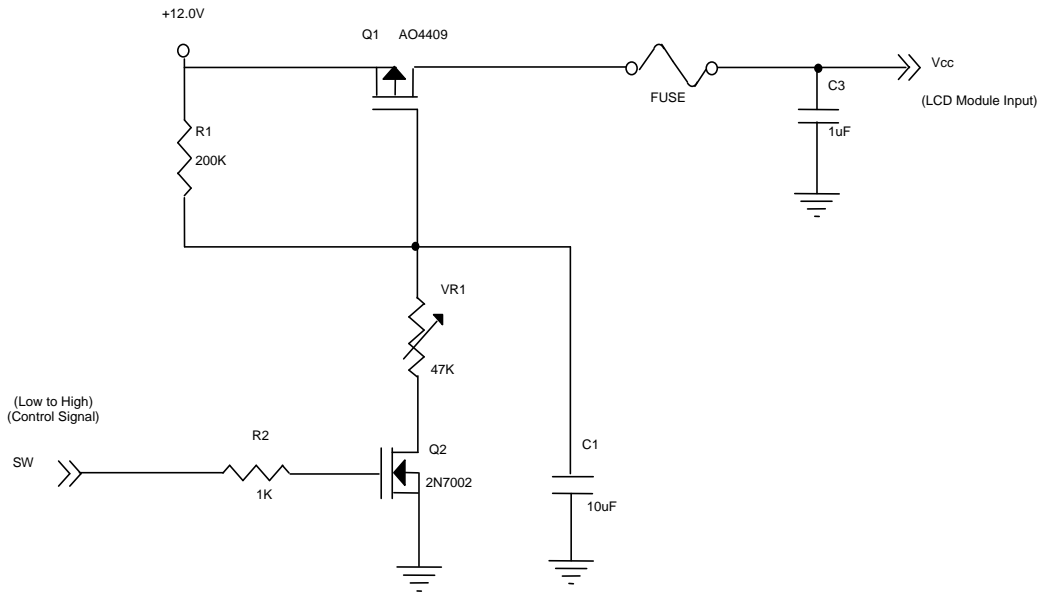 +12.0V
Q1 AO4409
Vcc
C3
FUSE
(LCD Module Input)
R1
1uF
200K
VR1
47K
(Low to High)
(Control Signal)
R2
Q2
C1
SW
2N7002
1K
10uF